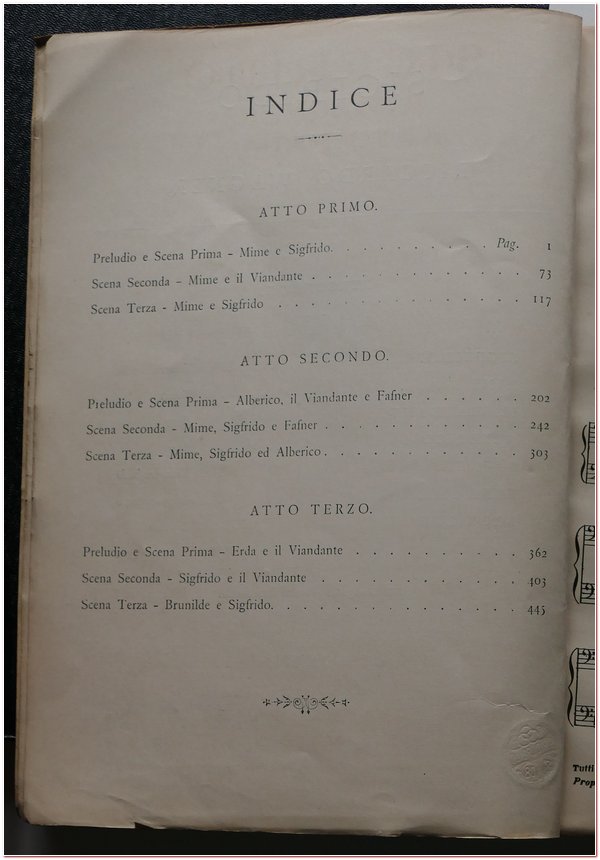 INDICE
ATTO PRIMO.
Preludio e Scena Prima - Mime e Sigfrido. . . . . . . . . . Pag. 1
Scena Seconda - Mime e il Viandante . . . . . . . . . . . . . 73
Scena Terza - Mime e Sigfrido . . . . . . . . . . . . . . 117
ATTO SECONDO.
Preludio e Scena Prima - Alberico, il Viandante e Fafner . . . . . . 202
Scena Seconda - Mime, Sigfrido e Fafner . . . . . . . . . . . . 242
Scena Terza - Mime, Sigfrido ed Alberico . . . . . . . . . . . . 303
ATTO TERZO.
Preludio e Scena Prima - Erda e il Viandante . . . . . . . . . . 362
Scena Seconda - Sigfrido e il Viandante . . . . . . . . . . . . 403
Scena Terza - Brunilde e Sigfrido. . . . . . . . . . . . . . . 445
Tutti
Prop